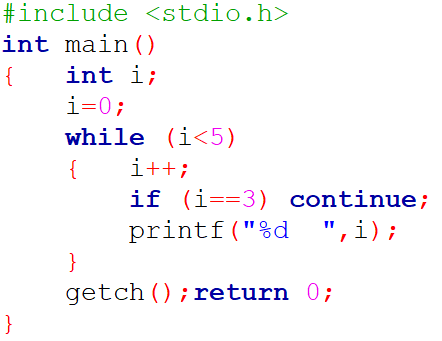 #include <stdio.h>
int main()
{   int i;
    i=0;
    while (i<5)
    {   i++;
        if (i==3) continue;
        printf("%d  ",i);
    }
    getch();return 0;
}